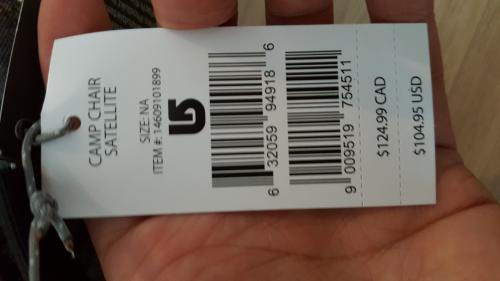 CAMP CHAIR
SATELLITE
SIZE: NA
ITEM #: 14609101899
6 32059 94918 6
9 009519 754511
$124.99 CAD
$104.95 USD